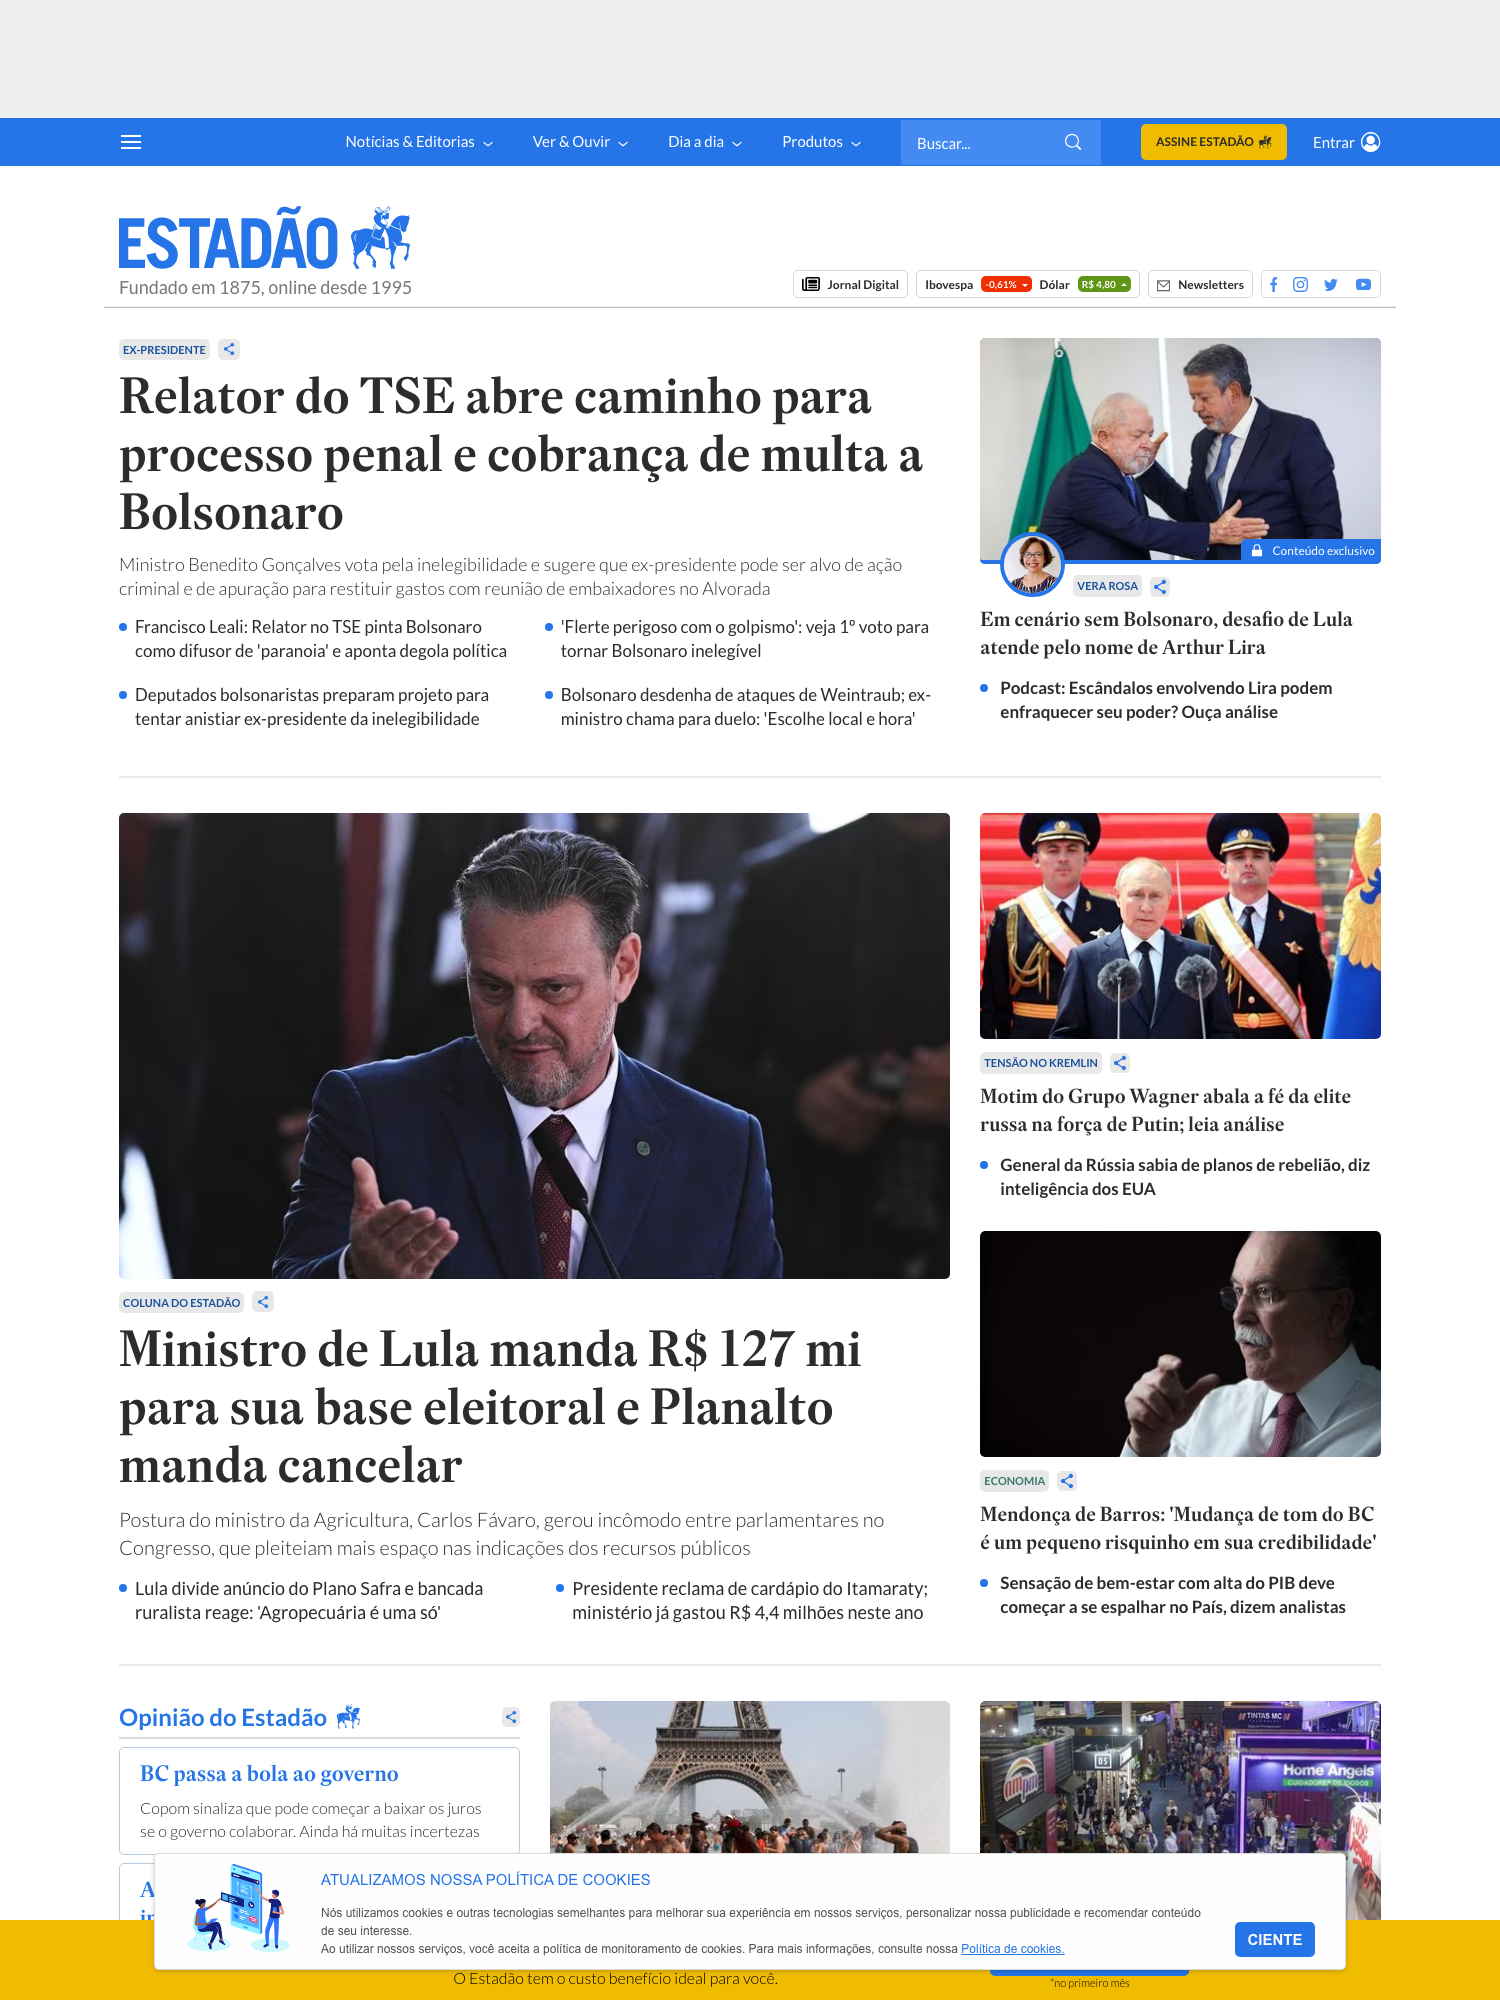 Notícias & Editorias
Ver & Ouvir
Dia a dia
Produtos
Buscar...
ASSINE ESTADÃO
Entrar
ESTADÃO
Fundado em 1875, online desde 1995
Jornal Digital
Ibovespa -0,61% Dólar R$ 4,80
Newsletters
EX-PRESIDENTE
Relator do TSE abre caminho para
processo penal e cobrança de multa a
Bolsonaro
Ministro Benedito Gonçalves vota pela inelegibilidade e sugere que ex-presidente pode ser alvo de ação
criminal e de apuração para restituir gastos com reunião de embaixadores no Alvorada
Francisco Leali: Relator no TSE pinta Bolsonaro
como difusor de 'paranoia' e aponta degola política
'Flerte perigoso com o golpismo': veja 1º voto para
tornar Bolsonaro inelegível
Deputados bolsonaristas preparam projeto para
tentar anistiar ex-presidente da inelegibilidade
Bolsonaro desdenha de ataques de Weintraub; ex-
ministro chama para duelo: 'Escolhe local e hora'
Conteúdo exclusivo
VERA ROSA
Em cenário sem Bolsonaro, desafio de Lula
atende pelo nome de Arthur Lira
Podcast: Escândalos envolvendo Lira podem
enfraquecer seu poder? Ouça análise
COLUNA DO ESTADÃO
Ministro de Lula manda R$ 127 mi
para sua base eleitoral e Planalto
manda cancelar
Postura do ministro da Agricultura, Carlos Fávaro, gerou incômodo entre parlamentares no
Congresso, que pleiteiam mais espaço nas indicações dos recursos públicos
Lula divide anúncio do Plano Safra e bancada
ruralista reage: 'Agropecuária é uma só'
Presidente reclama de cardápio do Itamaraty;
ministério já gastou R$ 4,4 milhões neste ano
TENSÃO NO KREMLIN
Motim do Grupo Wagner abala a fé da elite
russa na força de Putin; leia análise
General da Rússia sabia de planos de rebelião, diz
inteligência dos EUA
ECONOMIA
Mendonça de Barros: 'Mudança de tom do BC
é um pequeno risquinho em sua credibilidade'
Sensação de bem-estar com alta do PIB deve
começar a se espalhar no País, dizem analistas
Opinião do Estadão
BC passa a bola ao governo
Copom sinaliza que pode começar a baixar os juros
se o governo colaborar. Ainda há muitas incertezas
TINTAS MC
DS
ampm
Home Angels
CUIDADORES DE IDOSOS
ATUALIZAMOS NOSSA POLÍTICA DE COOKIES
Nós utilizamos cookies e outras tecnologias semelhantes para melhorar sua experiência em nossos serviços, personalizar nossa publicidade e recomendar conteúdo
de seu interesse.
Ao utilizar nossos serviços, você aceita a política de monitoramento de cookies. Para mais informações, consulte nossa Política de cookies.
CIENTE
O Estadão tem o custo benefício ideal para você.
*no primeiro mês